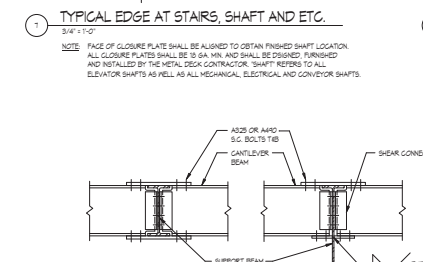 7
TYPICAL EDGE AT STAIRS, SHAFT AND ETC.
3/4" = 1'-0"
NOTE: FACE OF CLOSURE PLATE SHALL BE ALIGNED TO OBTAIN FINISHED SHAFT LOCATION.
ALL CLOSURE PLATES SHALL BE 18 GA. MIN. AND SHALL BE DSIGNED, FURNISHED
AND INSTALLED BY THE METAL DECK CONTRACTOR. "SHAFT" REFERS TO ALL
ELEVATOR SHAFTS AS WELL AS ALL MECHANICAL, ELECTRICAL AND CONVEYOR SHAFTS.
A325 OR A490
S.C. BOLTS
CANTILEVER
BEAM
SHEAR CONNE
SUPPORT BEAM